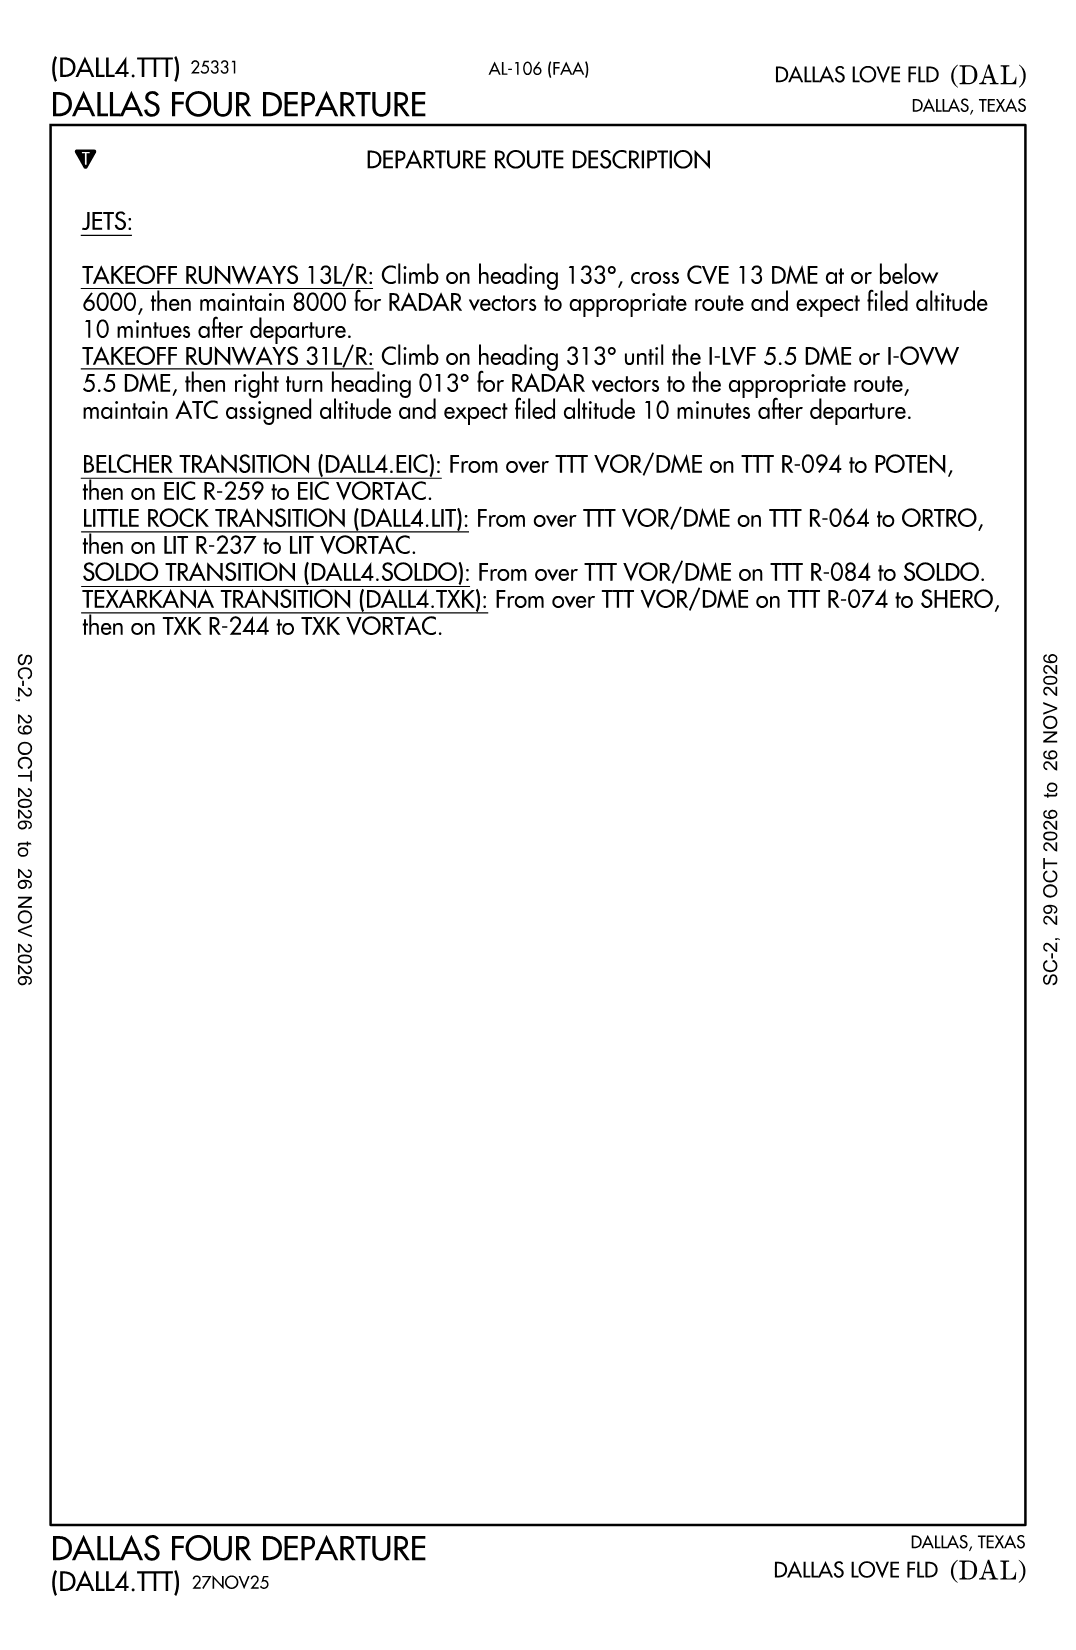 (DALL4.TTT) 25331
AL-106 (FAA)
DALLAS LOVE FLD (DAL)
DALLAS FOUR DEPARTURE
DALLAS, TEXAS
T
DEPARTURE ROUTE DESCRIPTION
JETS:
TAKEOFF RUNWAYS 13L/R: Climb on heading 133°, cross CVE 13 DME at or below
6000, then maintain 8000 for RADAR vectors to appropriate route and expect filed altitude
10 mintues after departure.
TAKEOFF RUNWAYS 31L/R: Climb on heading 313° until the I-LVF 5.5 DME or I-OVW
5.5 DME, then right turn heading 013° for RADAR vectors to the appropriate route,
maintain ATC assigned altitude and expect filed altitude 10 minutes after departure.
BELCHER TRANSITION (DALL4.EIC): From over TTT VOR/DME on TTT R-094 to POTEN,
then on EIC R-259 to EIC VORTAC.
LITTLE ROCK TRANSITION (DALL4.LIT): From over TTT VOR/DME on TTT R-064 to ORTRO,
then on LIT R-237 to LIT VORTAC.
SOLDO TRANSITION (DALL4.SOLDO): From over TTT VOR/DME on TTT R-084 to SOLDO.
TEXARKANA TRANSITION (DALL4.TXK): From over TTT VOR/DME on TTT R-074 to SHERO,
then on TXK R-244 to TXK VORTAC.
SC-2, 29 OCT 2026 to 26 NOV 2026
SC-2, 29 OCT 2026 to 26 NOV 2026
DALLAS FOUR DEPARTURE
DALLAS, TEXAS
(DALL4.TTT) 27NOV25
DALLAS LOVE FLD (DAL)